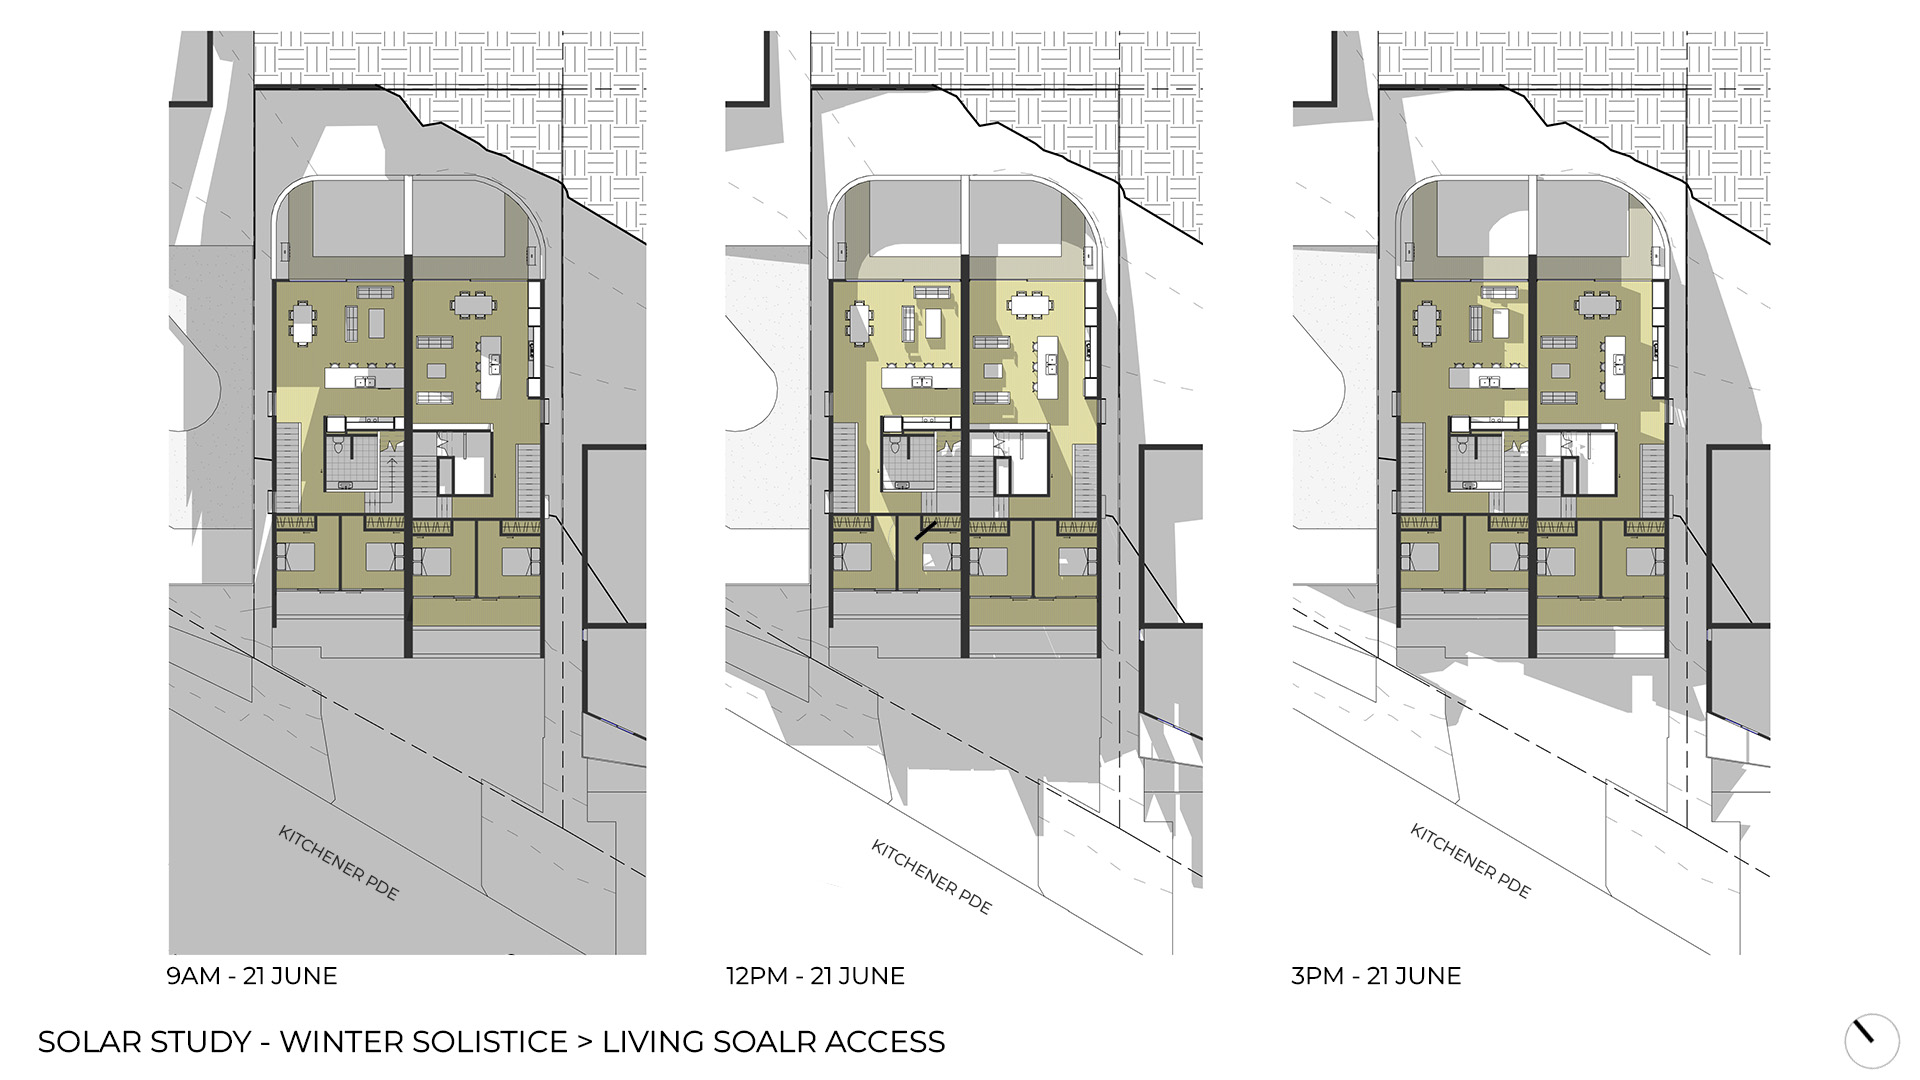 KITCHENER PDE
KITCHENER PDE
KITCHENER PDE
9AM - 21 JUNE
12PM - 21 JUNE
3PM - 21 JUNE
SOLAR STUDY - WINTER SOLISTICE > LIVING SOALR ACCESS